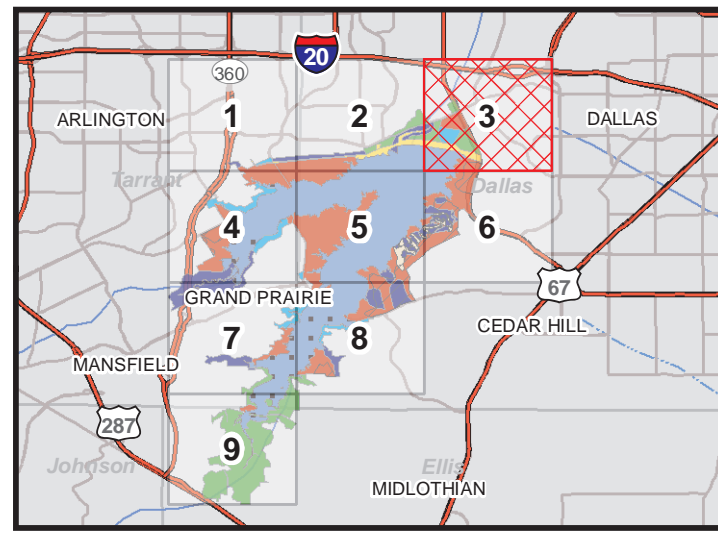 20
360
1
2
3
ARLINGTON
DALLAS
Tarrant
Dallas
4
5
6
GRAND PRAIRIE
67
7
8
CEDAR HILL
MANSFIELD
287
9
Johnson
Ellis
MIDLOTHIAN